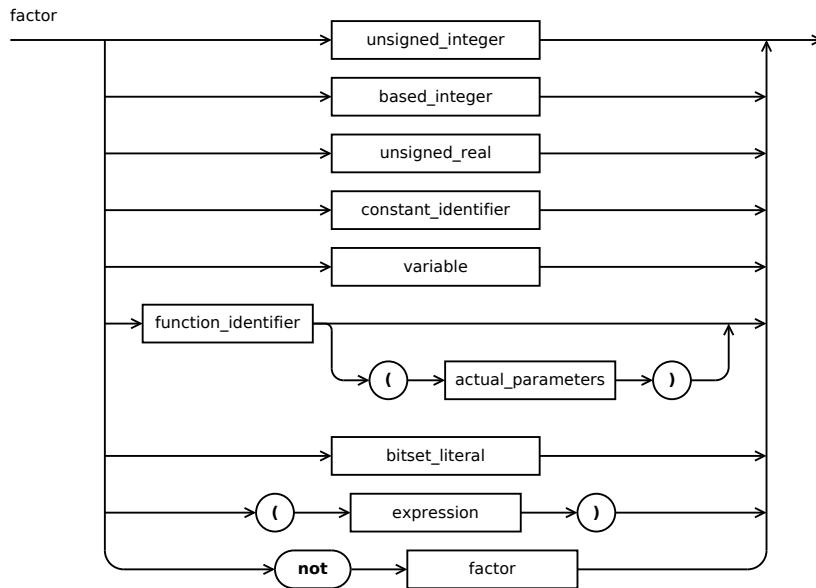 factor
unsigned_integer
based_integer
unsigned_real
constant_identifier
variable
function_identifier
( actual_parameters )
bitset_literal
( expression )
not factor